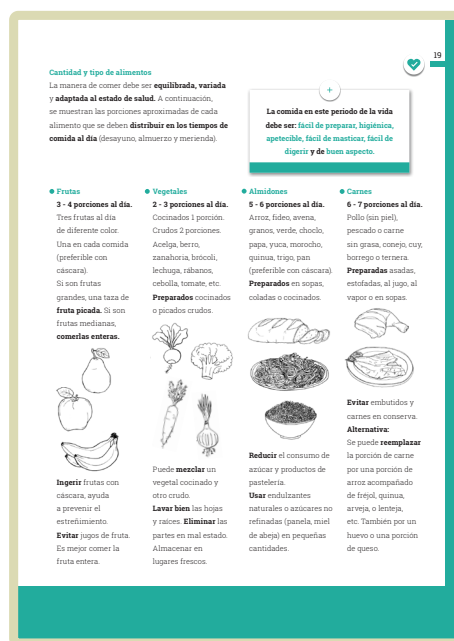 19
Cantidad y tipo de alimentos
La manera de comer debe ser equilibrada, variada
y adaptada al estado de salud. A continuación,
se muestran las porciones aproximadas de cada
alimento que se deben distribuir en los tiempos de
comida al día (desayuno, almuerzo y merienda).
+
La comida en este periodo de la vida
debe ser: fácil de preparar, higiénica,
apetecible, fácil de masticar, fácil de
digerir y de buen aspecto.
Frutas
3 - 4 porciones al día.
Tres frutas al día
de diferente color.
Una en cada comida
(preferible con
cáscara).
Si son frutas
grandes, una taza de
fruta picada. Si son
frutas medianas,
comerlas enteras.
Ingerir frutas con
cáscara, ayuda
a prevenir el
estreñimiento.
Evitar jugos de fruta.
Es mejor comer la
fruta entera.
Vegetales
2 - 3 porciones al día.
Cocinados 1 porción.
Crudos 2 porciones.
Acelga, berro,
zanahoria, brócoli,
lechuga, rábanos,
cebolla, tomate, etc.
Preparados cocinados
o picados crudos.
Puede mezclar un
vegetal cocinado y
otro crudo.
Lavar bien las hojas
y raíces. Eliminar las
partes en mal estado.
Almacenar en
lugares frescos.
Almidones
5 - 6 porciones al día.
Arroz, fideo, avena,
granos, verde, choclo,
papa, yuca, morocho,
quinua, trigo, pan
(preferible con cáscara).
Preparados en sopas,
coladas o cocinados.
Reducir el consumo de
azúcar y productos de
pastelería.
Usar endulzantes
naturales o azúcares no
refinadas (panela, miel
de abeja) en pequeñas
cantidades.
Carnes
6 - 7 porciones al día.
Pollo (sin piel),
pescado o carne
sin grasa, conejo, cuy,
borrego o ternera.
Preparadas asadas,
estofadas, al jugo, al
vapor o en sopas.
Evitar embutidos y
carnes en conserva.
Alternativa:
Se puede reemplazar
la porción de carne
por una porción de
arroz acompañado
de fréjol, quinua,
arveja, o lenteja,
etc. También por un
huevo o una porción
de queso.